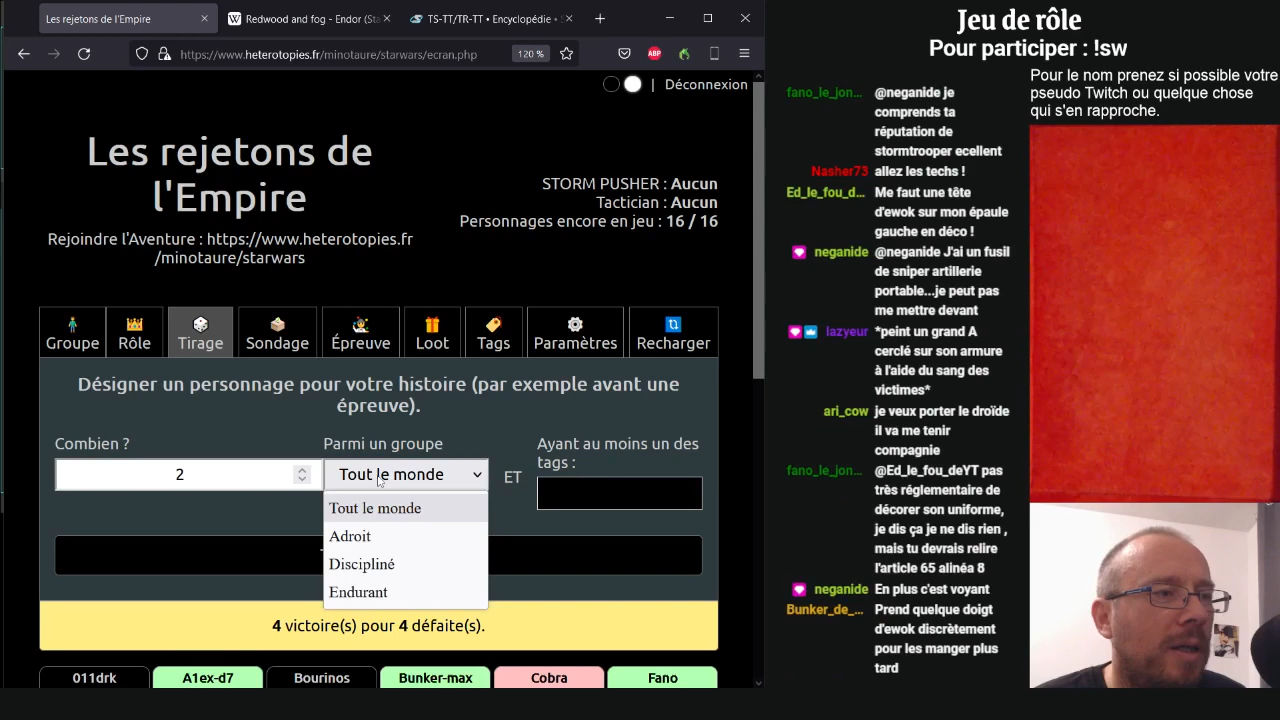 Les rejetons de l'Empire
Redwood and fog - Endor (Sta
TS-TT/TR-TT • Encyclopédie •
https://www.heterotopies.fr/minotaure/starwars/ecran.php
120 %
ABP
| Déconnexion
Les rejetons de
l'Empire
Rejoindre l'Aventure : https://www.heterotopies.fr
/minotaure/starwars
STORM PUSHER : Aucun
Tactician : Aucun
Personnages encore en jeu : 16 / 16
Groupe
Rôle
Tirage
Sondage
Épreuve
Loot
Tags
Paramètres
Recharger
Désigner un personnage pour votre histoire (par exemple avant une
épreuve).
Combien ?
2
Parmi un groupe
Tout le monde
Tout le monde
Adroit
Discipliné
Endurant
ET
Ayant au moins un des
tags :
4 victoire(s) pour 4 défaite(s).
011drk
A1ex-d7
Bourinos
Bunker-max
Cobra
Fano
Jeu de rôle
Pour participer : !sw
Pour le nom prenez si possible votre
pseudo Twitch ou quelque chose
qui s'en rapproche.
fano_le_jon... @neganide je
comprends ta
réputation de
stormtrooper ecellent
Nasher73 allez les techs !
Ed_le_fou_d... Me faut une tête
d'ewok sur mon épaule
gauche en déco !
neganide @neganide J'ai un fusil
de sniper artillerie
portable...je peut pas
me mettre devant
lazyeur *peint un grand A
cerclé sur son armure
à l'aide du sang des
victimes*
ari_cow je veux porter le droïde
il va me tenir
compagnie
fano_le_jon... @Ed_le_fou_deYT pas
très réglementaire de
décorer son uniforme,
je dis ça je ne dis rien ,
mais tu devrais relire
l'article 65 alinéa 8
neganide En plus c'est voyant
Bunker_de_... Prend quelque doigt
d'ewok discrètement
pour les manger plus
tard